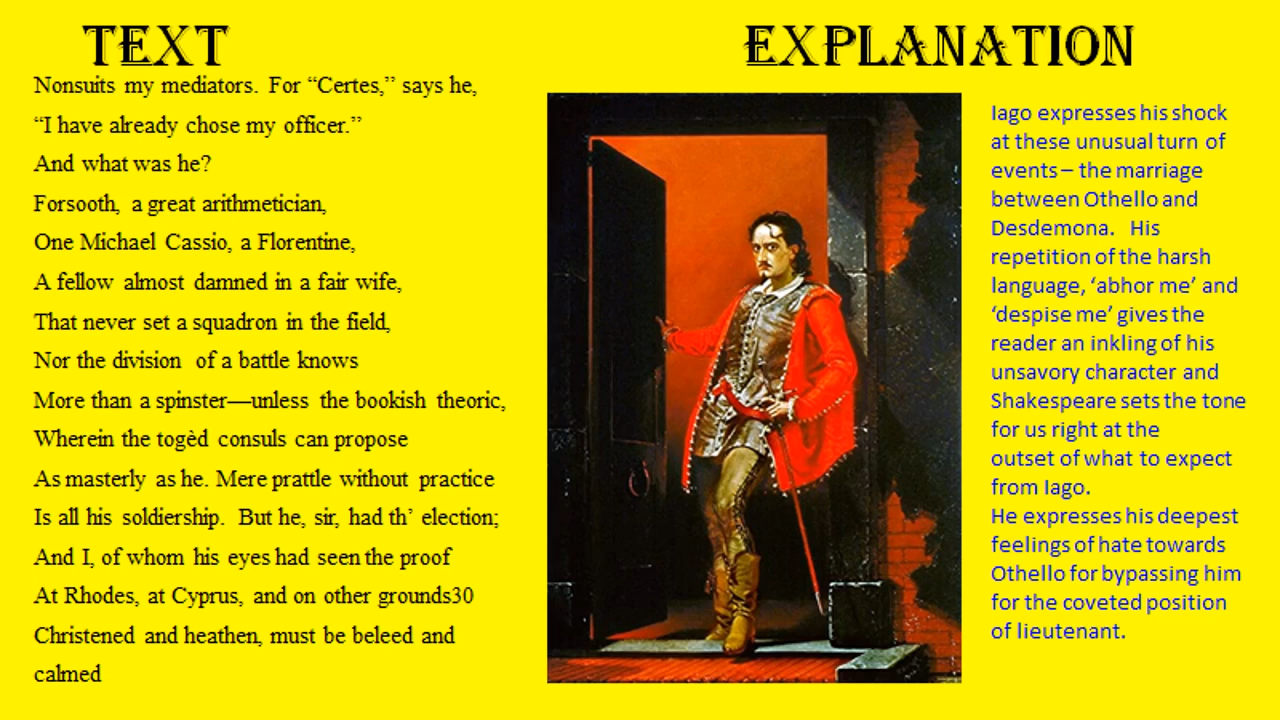 TEXT
Nonsuits my mediators. For “Certes,” says he,
“I have already chose my officer.”
And what was he?
Forsooth, a great arithmetician,
One Michael Cassio, a Florentine,
A fellow almost damned in a fair wife,
That never set a squadron in the field,
Nor the division of a battle knows
More than a spinster—unless the bookish theoric,
Wherein the togèd consuls can propose
As masterly as he. Mere prattle without practice
Is all his soldiership. But he, sir, had th’ election;
And I, of whom his eyes had seen the proof
At Rhodes, at Cyprus, and on other grounds30
Christened and heathen, must be beleed and
calmed
EXPLANATION
Iago expresses his shock
at these unusual turn of
events – the marriage
between Othello and
Desdemona. His
repetition of the harsh
language, ‘abhor me’ and
‘despise me’ gives the
reader an inkling of his
unsavory character and
Shakespeare sets the tone
for us right at the
outset of what to expect
from Iago.
He expresses his deepest
feelings of hate towards
Othello for bypassing him
for the coveted position
of lieutenant.